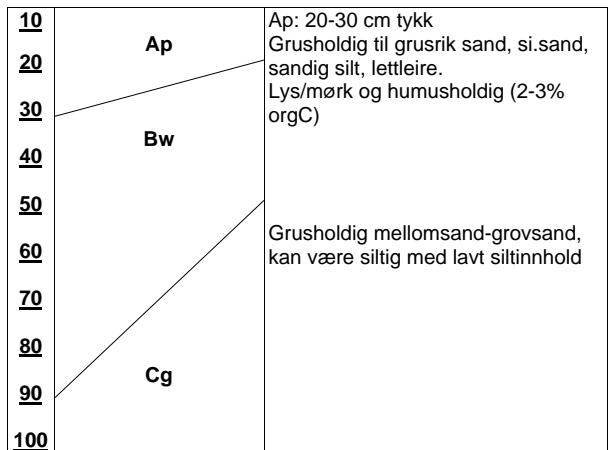 10
20
30
40
50
60
70
80
90
100
Ap
Bw
Cg
Ap: 20-30 cm tykk
Grusholdig til grusrik sand, si.sand,
sandig silt, lettleire.
Lys/mørk og humusholdig (2-3%
orgC)
Grusholdig mellomsand-grovsand,
kan være siltig med lavt siltinnhold